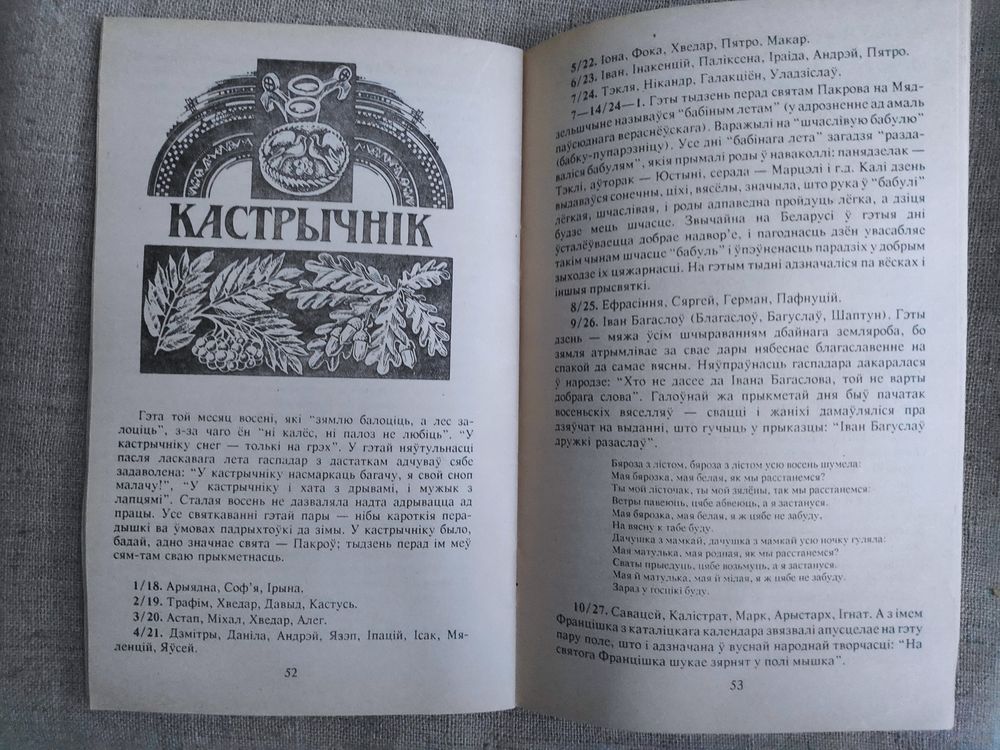 КАСТРЫЧНІК
Гэта той месяц восені, які “зямлю балоціць, а лес за-
лоціць”, з-за чаго ён “ні калёс, ні палоз не любіць”. “У
кастрычніку снег — толькі на грэх”. У гэтай няўтульнасці
пасля ласкавага лета гаспадар з дастаткам адчуваў сябе
задаволена: “У кастрычніку насмаркаць багачу, я свой сноп
малачу!”, “У кастрычніку і хата з дрывамі, і мужык з
лапцямі”. Сталая восень не дазваляла надта адрывацца ад
працы. Усе святкаванні гэтай пары — нібы кароткія пера-
дышкі ва ўмовах падрыхтоўкі да зімы. У кастрычніку было,
бадай, адно значнае свята — Пакроў; тыдзень перад ім меў
сям-там сваю прыкметнасць.
1/18. Арыядна, Соф’я, Ірына.
2/19. Трафім, Хведар, Давыд, Кастусь.
3/20. Астап, Міхал, Хведар, Алег.
4/21. Дзмітры, Даніла, Андрэй, Язэп, Іпацій, Ісак, Мя-
ленцій, Яўсей.
52
5/22. Іона, Фока, Хведар, Пятро. Макар.
6/23. Іван, Інакенцій, Паліксена, Іраіда, Андрэй, Пятро.
7/24. Тэкля. Нікандр, Галакціён, Уладзіслаў.
7—14/24—1. Гэты тыдзень перад святам Пакрова на Мяд-
зельшчыне называўся “бабіным летам” (у адрозненне ад амаль
паўсюднага вераснёўскага). Варажылі на “шчаслівую бабулю”
(бабку-пупарэзніцу). Усе дні “бабінага лета” загадзя “разда-
валіся бабулям”, якія прымалі роды ў наваколлі: панядзелак —
Тэклі, аўторак — Юстыні, серада — Марцэлі і г.д. Калі дзень
выдаваўся сонечны, ціхі, вясёлы, значыла, што рука ў “бабулі”
лёгкая, шчаслівая, і роды адпаведна пройдуць лёгка, а дзіця
будзе мець шчасце. Звычайна на Беларусі ў гэтыя дні
ўсталёўваецца добрае надвор’е, і пагоднасць дзён увасабляе
такім чынам шчасце “бабуль” і ўпэўненасць парадзіх у добрым
зыходзе іх цяжарнасці. На гэтым тыдні адзначаліся па вёсках і
іншыя прысвяткі.
8/25. Ефрасіння, Сяргей, Герман, Пафнуцій.
9/26. Іван Багаслоў (Благаслоў, Багуслаў, Шаптун). Гэты
дзень — мяжа ўсім шчыраванням дбайнага земляроба, бо
зямля атрымлівае за свае дары нябеснае благаславенне на
спакой да самае вясны. Няўпраўнасць гаспадара дакаралася
ў народзе: “Хто не дасее да Івана Багаслова, той не варты
добрага слова”. Галоўнай жа прыкметай дня быў пачатак
восеньскіх вяселляў — свацці і жаніхі дамаўляліся пра
дзяўчат на выданні, што гучыць у прыказцы: “Іван Багуслаў
дружкі разаслаў”.
Бяроза з лістом, бяроза з лістом усю восень шумела:
Мая бярозка, мая белая, як мы расстанемся?
Ты мой лісточак, ты мой зялёны, так мы расстанемся:
Ветры павеюць, цябе абвеюць, а я застануся.
Мая бярозка, мая белая, я ж цябе не забуду,
На вясну к табе буду.
Дачушка з мамкай, дачушка з мамкай усю ночку гуляла:
Мая матулька, мая родная, як мы расстанемся?
Сваты прыедуць, цябе возьмуць, а я застануся.
Мая й матулька, мая й мілая, я ж цябе не забуду.
Зараз у госцікі буду.
10/27. Савацей, Калістрат, Марк, Арыстарх, Ігнат. А з імем
Францішка з каталіцкага календара звязвалі апусцелае на гэту
пару поле, што і адзначана ў вуснай народнай творчасці: “На
святога Францішка шукае зярнят у полі мышка”.
53